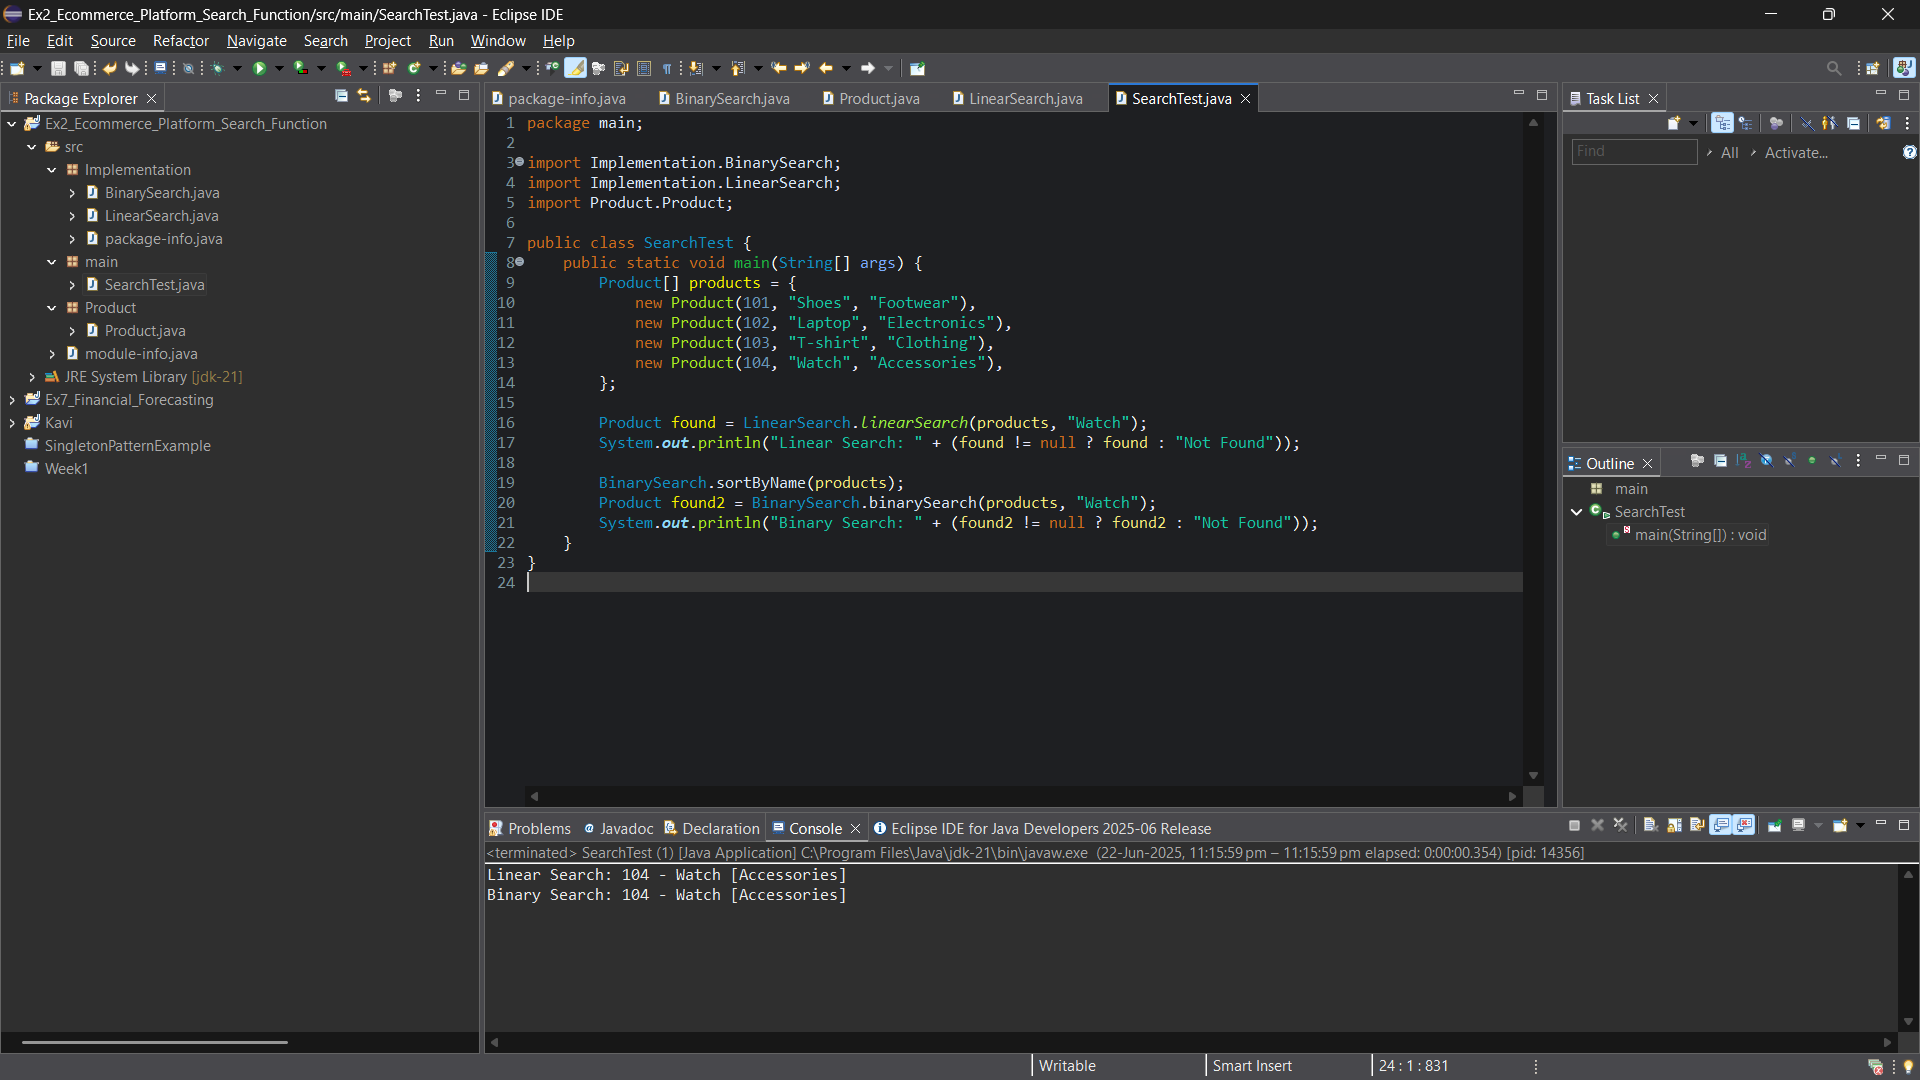 Ex2_Ecommerce_Platform_Search_Function/src/main/SearchTest.java - Eclipse IDE
File Edit Source Refactor Navigate Search Project Run Window Help
Package Explorer
Ex2_Ecommerce_Platform_Search_Function
src
Implementation
BinarySearch.java
LinearSearch.java
package-info.java
main
SearchTest.java
Product
Product.java
module-info.java
JRE System Library [jdk-21]
Ex7_Financial_Forecasting
Kavi
SingletonPatternExample
Week1
package-info.java BinarySearch.java Product.java LinearSearch.java SearchTest.java
1 package main;
2
3 import Implementation.BinarySearch;
4 import Implementation.LinearSearch;
5 import Product.Product;
6
7 public class SearchTest {
8 public static void main(String[] args) {
9 Product[] products = {
10 new Product(101, "Shoes", "Footwear"),
11 new Product(102, "Laptop", "Electronics"),
12 new Product(103, "T-shirt", "Clothing"),
13 new Product(104, "Watch", "Accessories"),
14 };
15
16 Product found = LinearSearch.linearSearch(products, "Watch");
17 System.out.println("Linear Search: " + (found != null ? found : "Not Found"));
18
19 BinarySearch.sortByName(products);
20 Product found2 = BinarySearch.binarySearch(products, "Watch");
21 System.out.println("Binary Search: " + (found2 != null ? found2 : "Not Found"));
22 }
23 }
24
Task List
Find All Activate...
Outline
main
SearchTest
main(String[]) : void
Problems Javadoc Declaration Console Eclipse IDE for Java Developers 2025-06 Release
<terminated> SearchTest (1) [Java Application] C:\Program Files\Java\jdk-21\bin\javaw.exe (22-Jun-2025, 11:15:59 pm – 11:15:59 pm elapsed: 0:00:00.354) [pid: 14356]
Linear Search: 104 - Watch [Accessories]
Binary Search: 104 - Watch [Accessories]
Writable Smart Insert 24 : 1 : 831